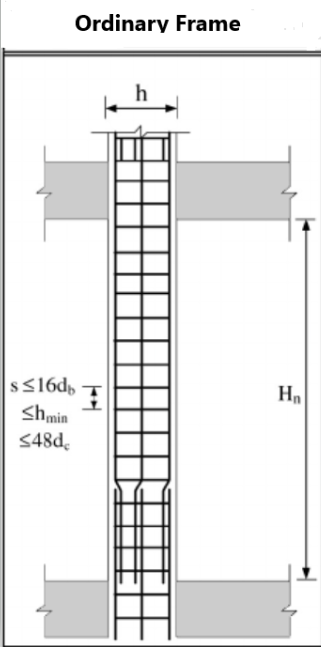 Ordinary Frame
h
s≤16d_b
≤h_min
≤48d_c
H_n